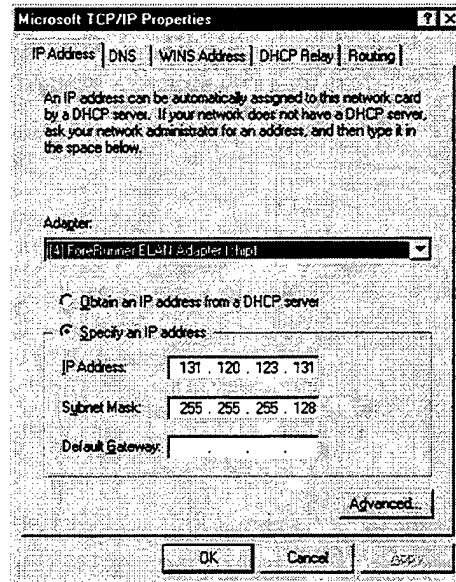 Microsoft TCP/IP Properties
IP Address DNS WINS Address DHCP Relay Routing
An IP address can be automatically assigned to this network card
by a DHCP server. If your network does not have a DHCP server,
ask your network administrator for an address, and then type it in
the space below.
Adapter:
[4] ForeRunner ELAN Adapter (:hip)
Obtain an IP address from a DHCP server
Specify an IP address
IP Address: 131 . 120 . 123 . 131
Subnet Mask: 255 . 255 . 255 . 128
Default Gateway: . . .
Advanced...
OK Cancel Apply